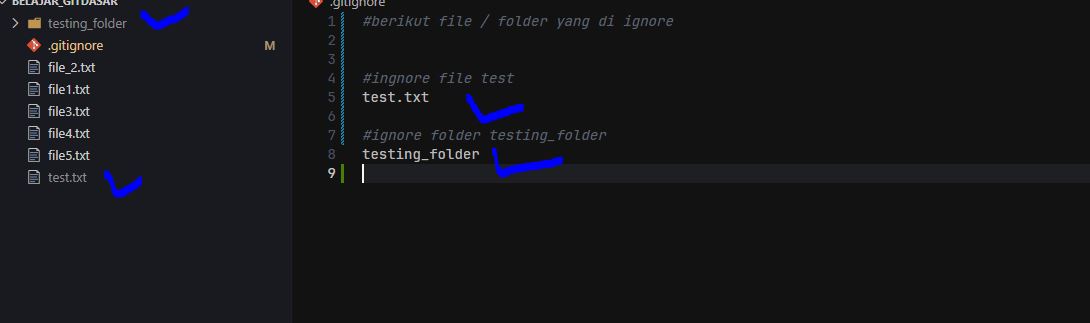 BELAJAR_GITDASAR
testing_folder
.gitignore M
file_2.txt
file1.txt
file3.txt
file4.txt
file5.txt
test.txt
.gitignore
1 #berikut file / folder yang di ignore
2
3
4 #ingnore file test
5 test.txt
6
7 #ignore folder testing_folder
8 testing_folder
9